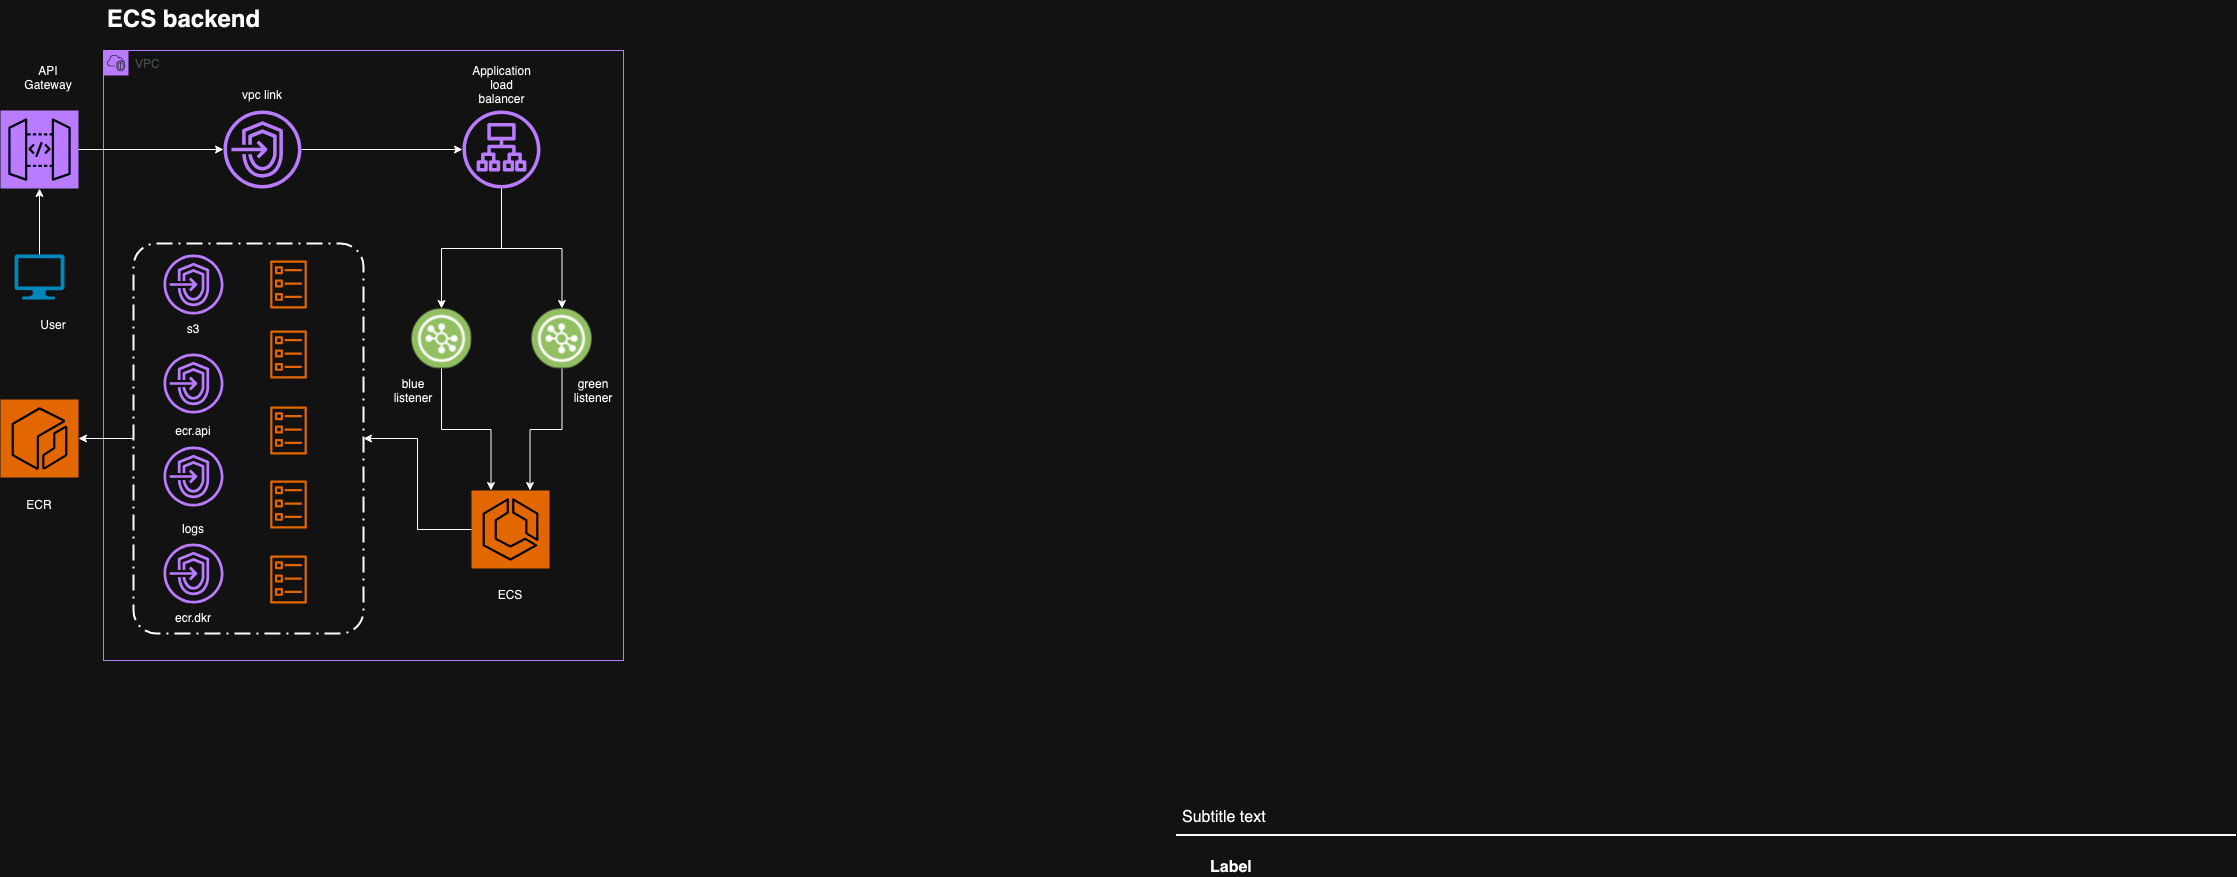 ECS backend
VPC
API
Gateway
vpc link
Application
load
balancer
User
s3
ecr.api
logs
ecr.dkr
blue
listener
green
listener
ECR
ECS
Subtitle text
Label